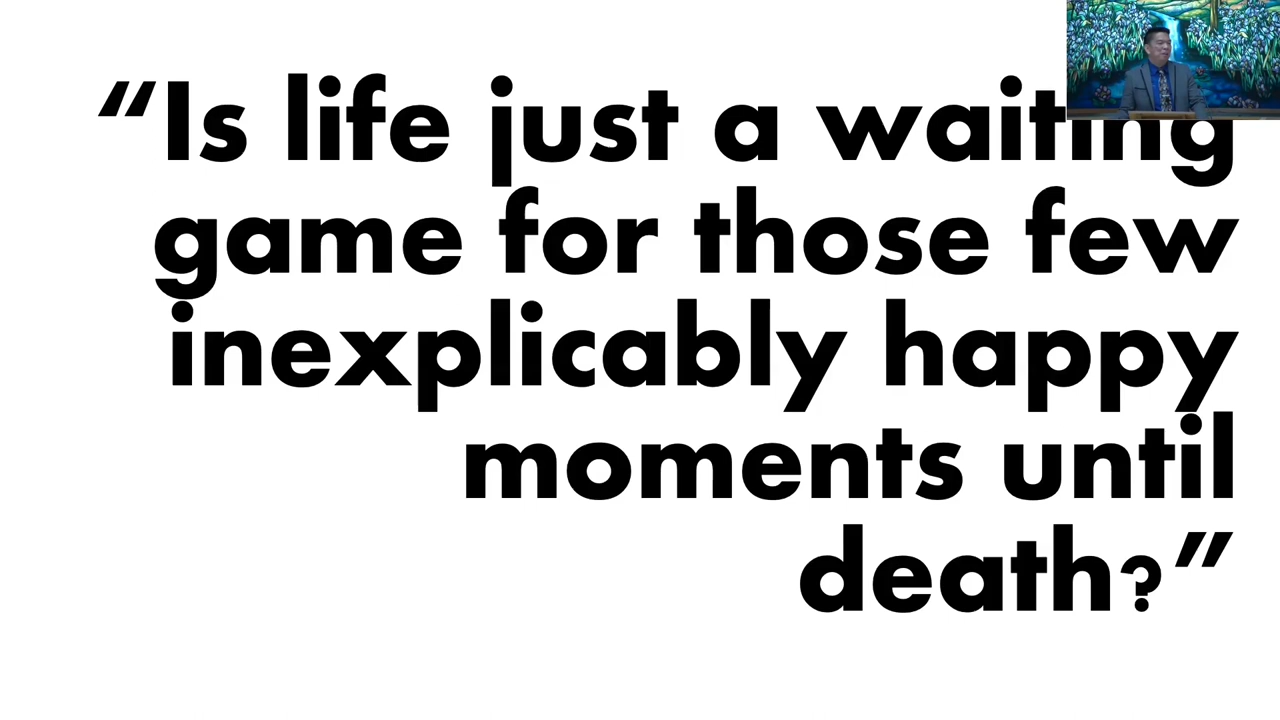 “Is life just a waiting
game for those few
inexplicably happy
moments until
death?”